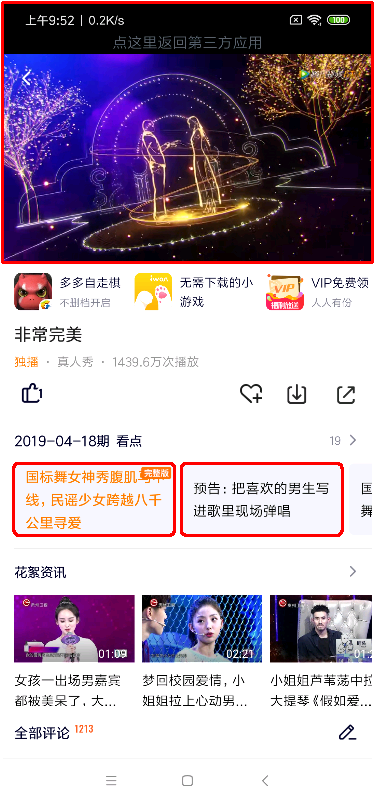 上午9:52 | 0.2K/s
100
点这里返回第三方应用
多多自走棋
不删档开启
iwan
无需下载的小
游戏
VIP
VIP免费领
人人有份
非常完美
独播 · 真人秀 · 1439.6万次播放
1
2019-04-18期 看点
19
国标舞女神秀腹肌马甲
完整版
线，民谣少女跨越八千
公里寻爱
预告：把喜欢的男生写
进歌里现场弹唱
花絮资讯
01:09
02:21
女孩一出场男嘉宾
都被美呆了，大...
梦回校园爱情，小
姐姐拉上心动男...
小姐姐芦苇荡中拉
大提琴《假如爱...
全部评论 1213